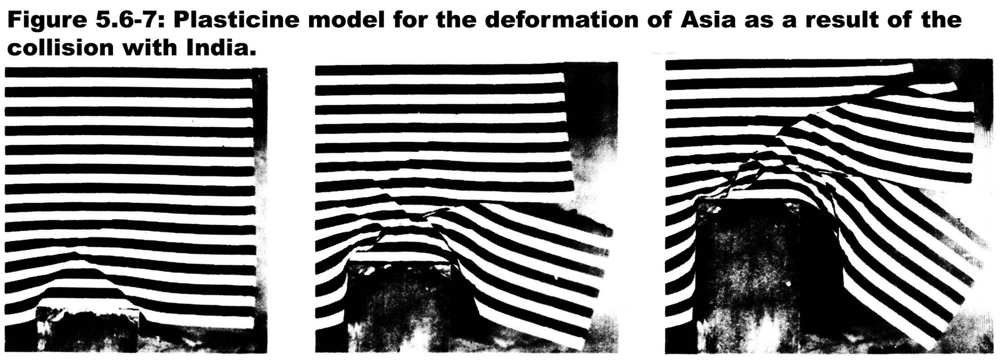 Figure 5.6-7: Plasticine model for the deformation of Asia as a result of the
collision with India.